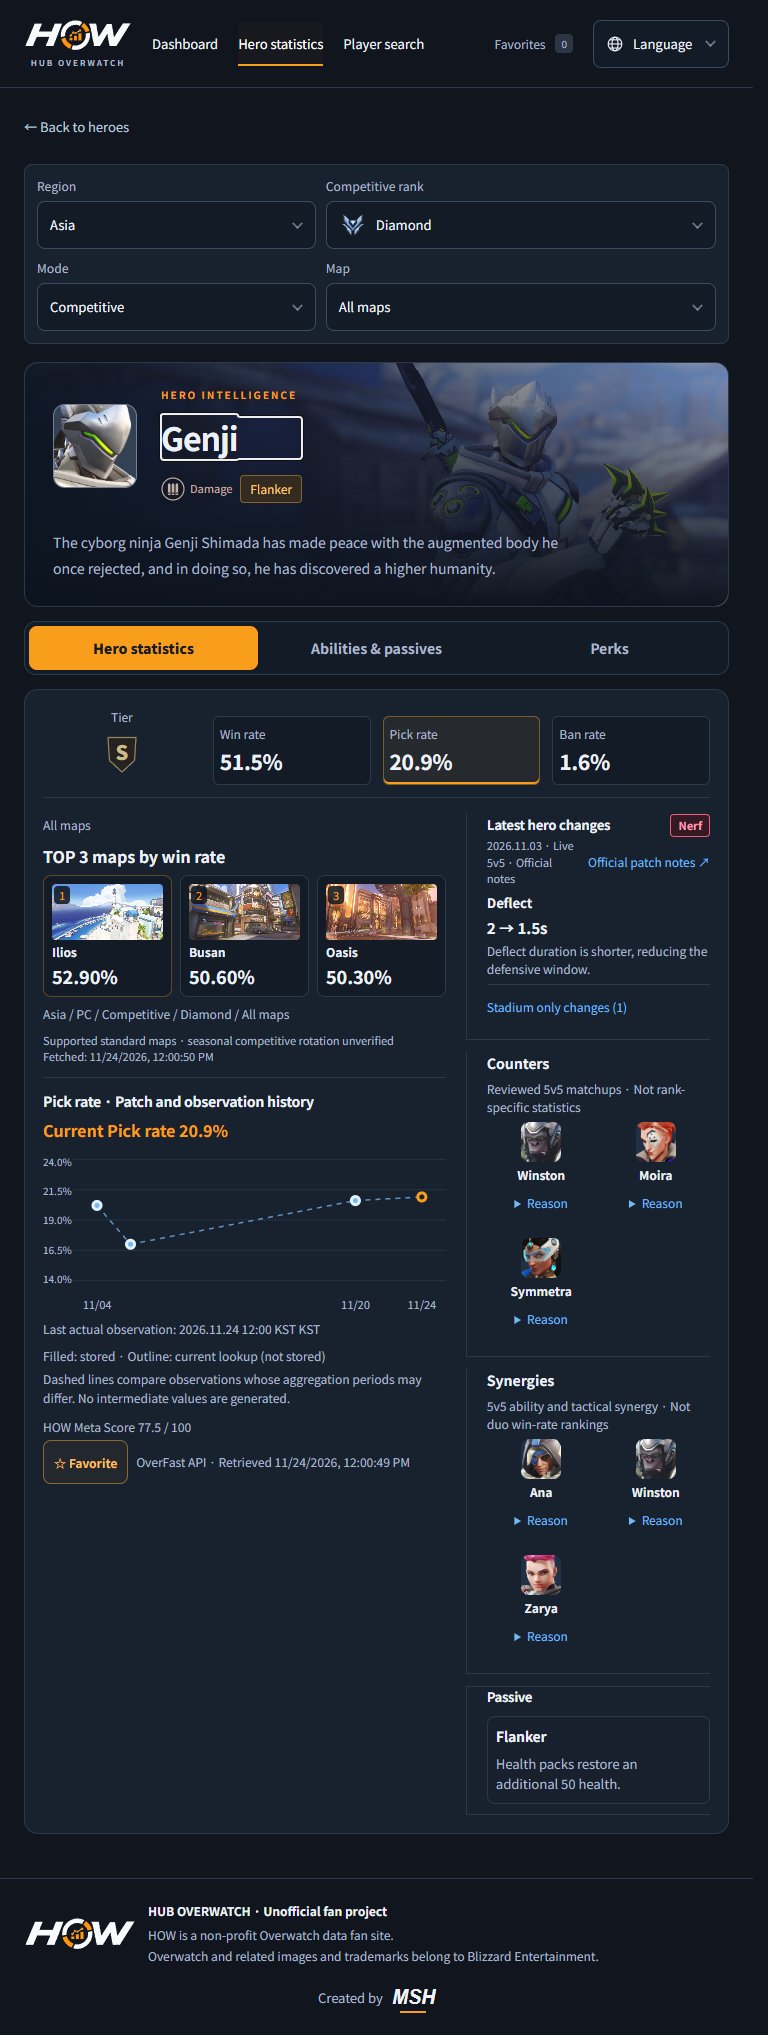 HOW
HUB OVERWATCH
Dashboard
Hero statistics
Player search
Favorites 0
Language
← Back to heroes
Region
Competitive rank
Asia
Diamond
Mode
Map
Competitive
All maps
HERO INTELLIGENCE
Genji
Damage
Flanker
The cyborg ninja Genji Shimada has made peace with the augmented body he
once rejected, and in doing so, he has discovered a higher humanity.
Hero statistics
Abilities & passives
Perks
Tier
S
Win rate
51.5%
Pick rate
20.9%
Ban rate
1.6%
All maps
TOP 3 maps by win rate
1
Ilios
52.90%
2
Busan
50.60%
3
Oasis
50.30%
Asia / PC / Competitive / Diamond / All maps
Supported standard maps · seasonal competitive rotation unverified
Fetched: 11/24/2026, 12:00:50 PM
Pick rate · Patch and observation history
Current Pick rate 20.9%
24.0%
21.5%
19.0%
16.5%
14.0%
11/04
11/20
11/24
Last actual observation: 2026.11.24 12:00 KST KST
Filled: stored · Outline: current lookup (not stored)
Dashed lines compare observations whose aggregation periods may
differ. No intermediate values are generated.
HOW Meta Score 77.5 / 100
☆ Favorite
OverFast API · Retrieved 11/24/2026, 12:00:49 PM
Latest hero changes
Nerf
2026.11.03 · Live
5v5 · Official
notes
Official patch notes ↗
Deflect
2 → 1.5s
Deflect duration is shorter, reducing the
defensive window.
Stadium only changes (1)
Counters
Reviewed 5v5 matchups · Not rank-
specific statistics
Winston
Moira
▶ Reason
▶ Reason
Symmetra
▶ Reason
Synergies
5v5 ability and tactical synergy · Not
duo win-rate rankings
Ana
Winston
▶ Reason
▶ Reason
Zarya
▶ Reason
Passive
Flanker
Health packs restore an
additional 50 health.
HOW
HUB OVERWATCH · Unofficial fan project
HOW is a non-profit Overwatch data fan site.
Overwatch and related images and trademarks belong to Blizzard Entertainment.
Created by MSH